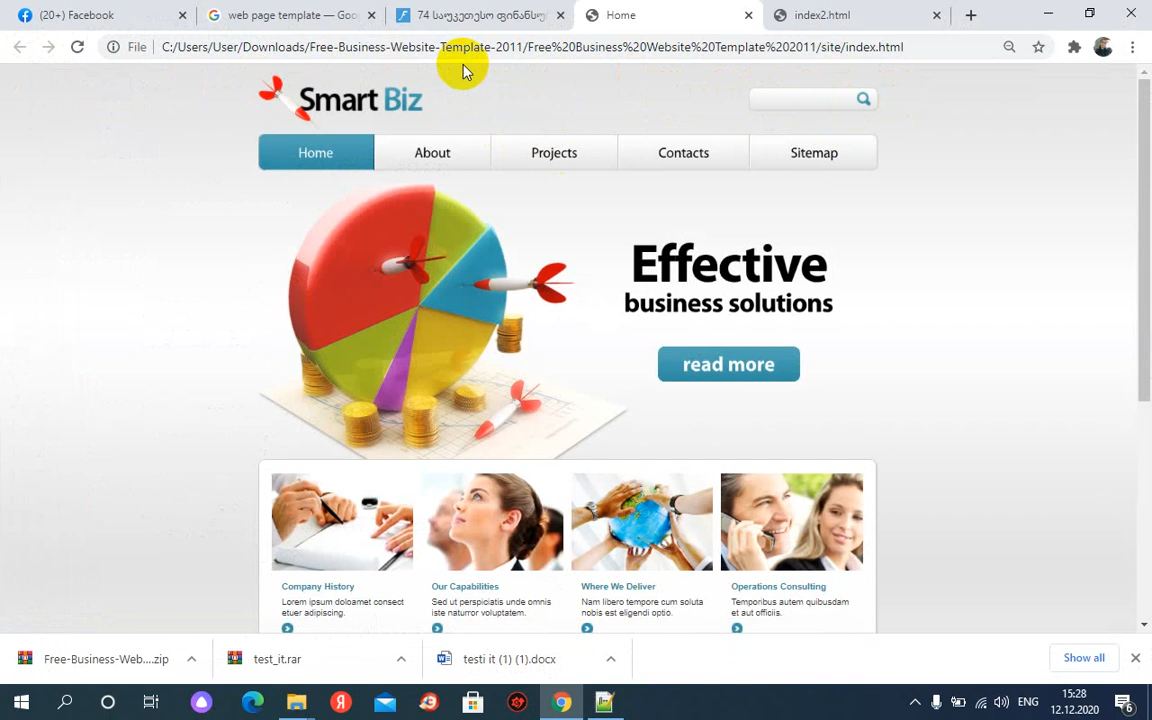 (20+) Facebook
web page template — Goo
74 საუკეთესო ფინანსურ
Home
index2.html
File
C:/Users/User/Downloads/Free-Business-Website-Template-2011/Free%20Business%20Website%20Template%202011/site/index.html
Smart Biz
Home About Projects Contacts Sitemap
Effective
business solutions
read more
Company History
Lorem ipsum doloamet consect
etuer adipiscing.
Our Capabilities
Sed ut perspiciatis unde omnis
iste naturror voluptatem.
Where We Deliver
Nam libero tempore cum soluta
nobis est eligendi optio.
Operations Consulting
Temporibus autem quibusdam
et aut officiis.
Free-Business-Web....zip
test_it.rar
testi it (1) (1).docx
Show all
ENG
15:28
12.12.2020
6